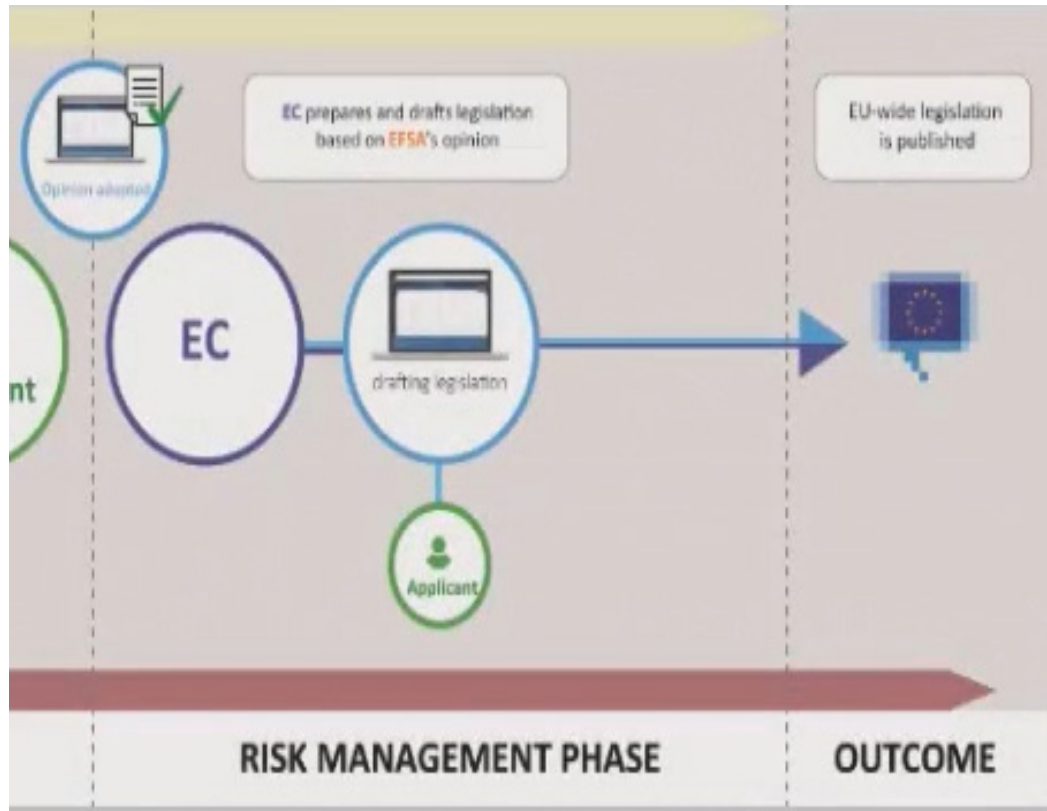 EC prepares and drafts legislation
based on EFSA's opinion
EU-wide legislation
is published
Opinion adopted
EC
drafting legislation
nt
Applicant
RISK MANAGEMENT PHASE
OUTCOME